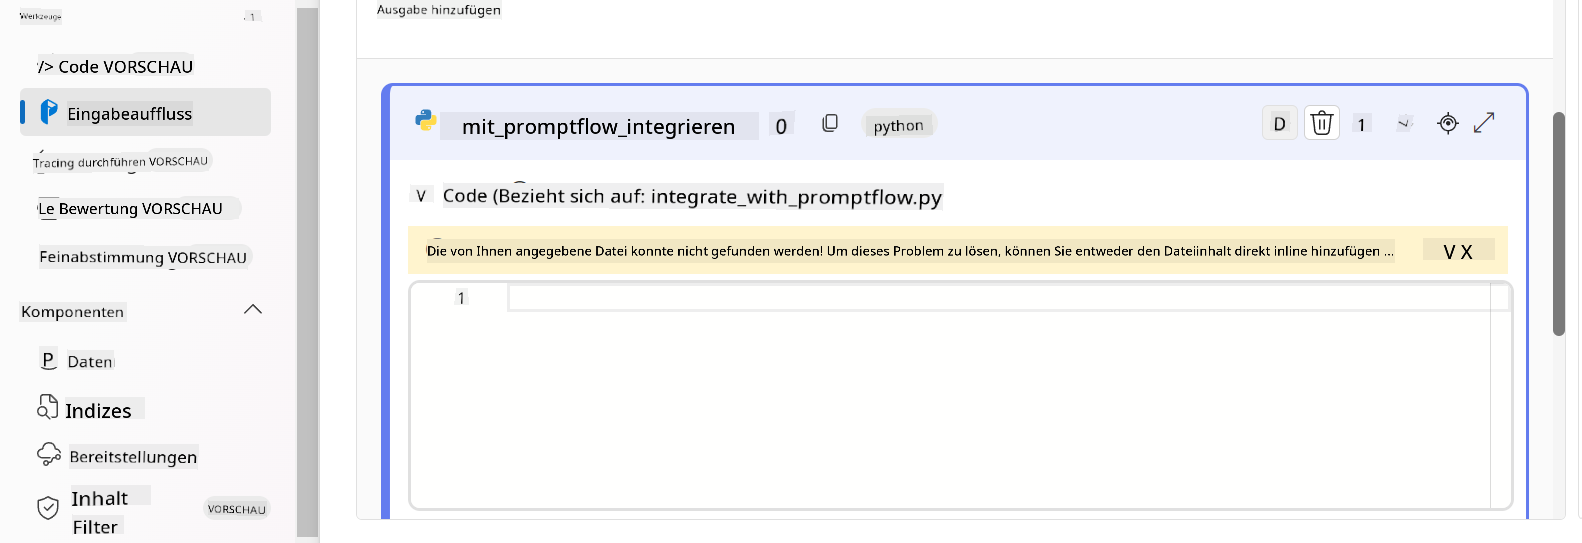 Werkzeuge
1
/> Code VORSCHAU
Eingabeauffluss
Tracing durchführen VORSCHAU
Le Bewertung VORSCHAU
Feinabstimmung VORSCHAU
Komponenten
P Daten
Indizes
Bereitstellungen
Inhalt
Filter
VORSCHAU
Ausgabe hinzufügen
mit_promptflow_integrieren 0 python D 1
V Code (Bezieht sich auf: integrate_with_promptflow.py
Die von Ihnen angegebene Datei konnte nicht gefunden werden! Um dieses Problem zu lösen, können Sie entweder den Dateiinhalt direkt inline hinzufügen ... V X
1